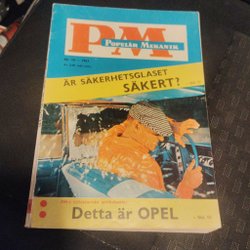 PM
POPULÄR MEKANIK
ÄR SÄKERHETSGLASET
SÄKERT?
Detta är OPEL